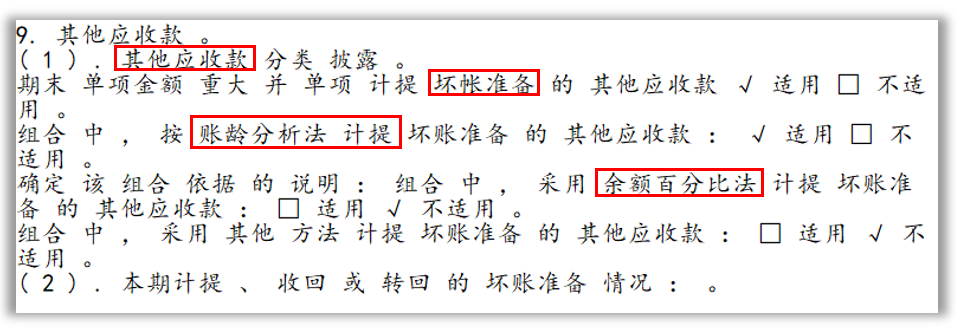 9. 其他应收款 。
( 1 ) . 其他应收款 分类 披露 。
期末 单项金额 重大 并 单项 计提 坏帐准备 的 其他应收款 √ 适用 □ 不适
用 。
组合 中 ， 按 账龄分析法 计提 坏账准备 的 其他应收款 ： √ 适用 □ 不
适用 。
确定 该 组合 依据 的 说明 ： 组合 中 ， 采用 余额百分比法 计提 坏账准
备 的 其他应收款 ： □ 适用 √ 不适用 。
组合 中 ， 采用 其他 方法 计提 坏账准备 的 其他应收款 ： □ 适用 √ 不
适用 。
( 2 ) . 本期计提 、 收回 或 转回 的 坏账准备 情况 ： 。